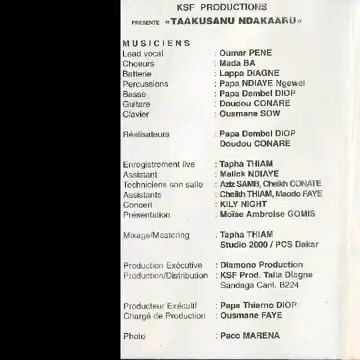 KSF PRODUCTIONS
PRESENTE «TAAKUSANU NDAKAARU»
MUSICIENS
Lead vocal : Oumar PENE
Choeurs : Mada BA
Batterie : Lappa DIAGNE
Percussions : Papa NDIAYE Ngewel
Basse : Papa Dembel DIOP
Guitare : Doudou CONARE
Clavier : Ousmane SOW
Réalisateurs : Papa Dembel DIOP
Doudou CONARE
Enregistrement live : Tapha THIAM
Assistant : Malick NDIAYE
Techniciens son salle : Aziz SAMB, Cheikh CONATE
Assistants : Cheikh THIAM, Maodo FAYE
Concert : KILY NIGHT
Présentation : Moïse Ambroise GOMIS
Mixage/Mastering : Tapha THIAM
Studio 2000 / PCS Dakar
Production Exécutive : Diamono Production
Production/Distribution : KSF Prod. Talla Diagne
Sandaga Cant. B224
Producteur Exécutif : Papa Thierno DIOP
Chargé de Production : Ousmane FAYE
Photo : Paco MARENA